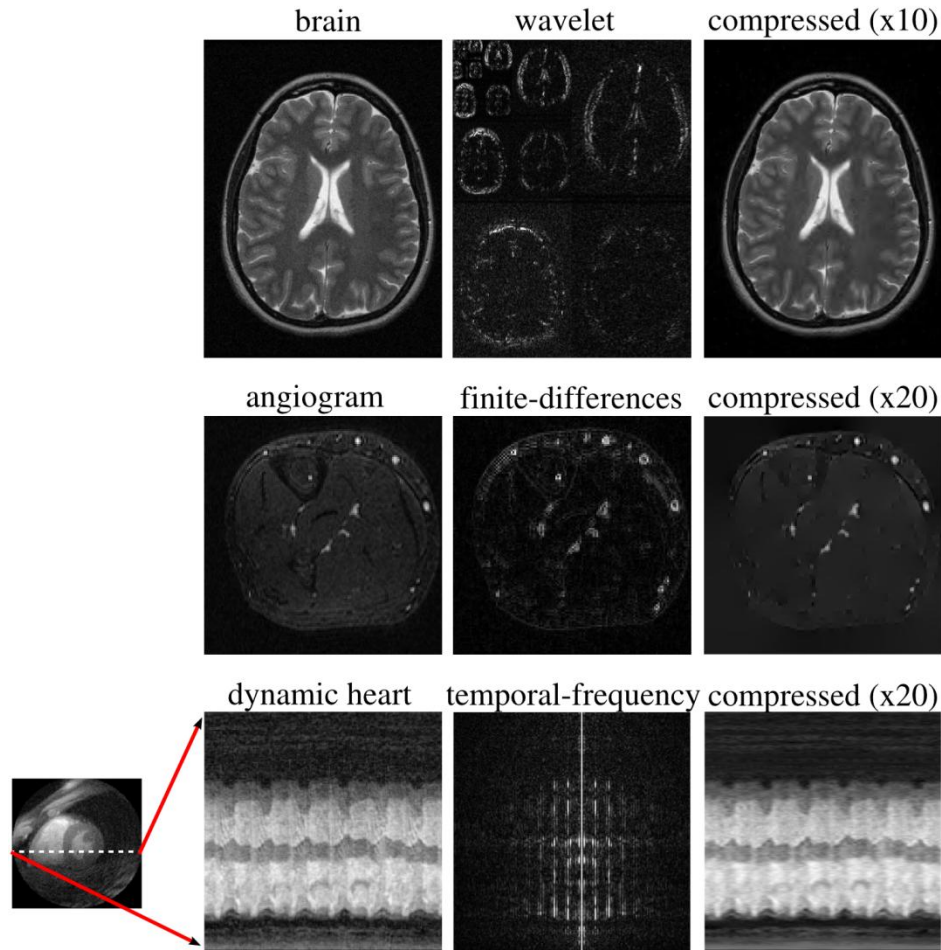 brain wavelet compressed (x10)
angiogram finite-differences compressed (x20)
dynamic heart temporal-frequency compressed (x20)